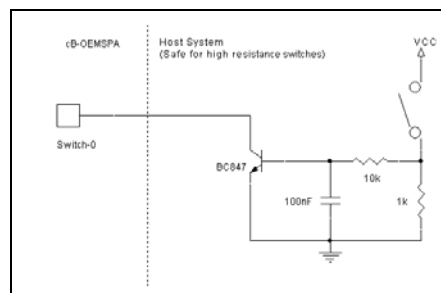 cB-OEMSPA
Host System
(Safe for high resistance switches)
VCC
Switch-0
BC847
10k
100nF
1k